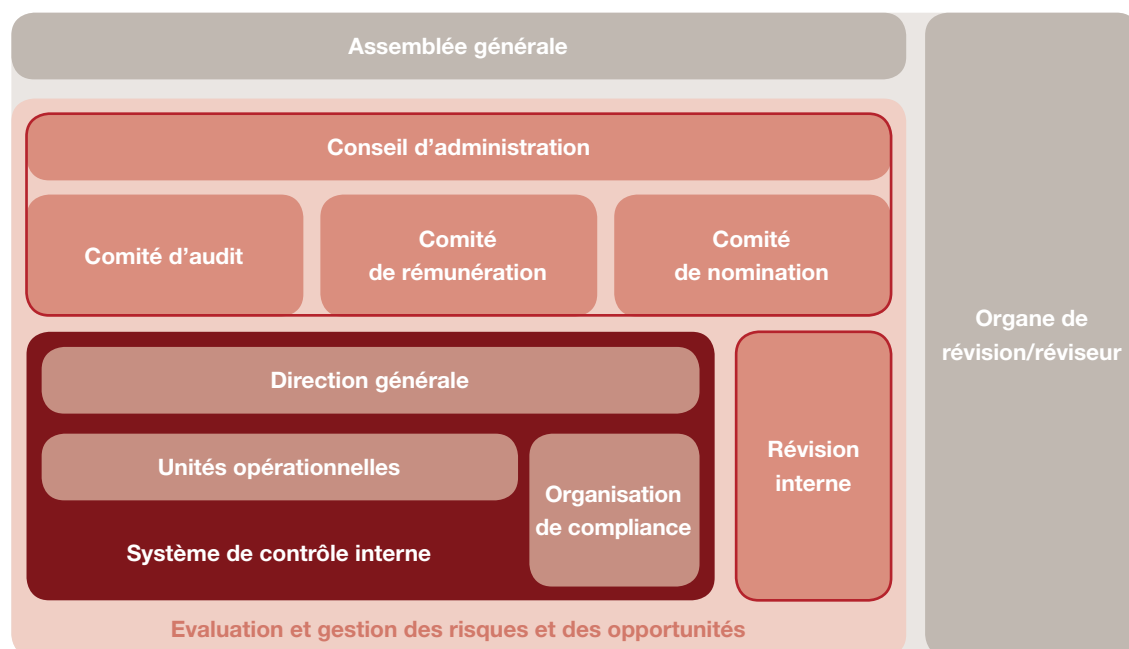 Assemblée générale
Conseil d’administration
Comité d’audit
Comité
de rémunération
Comité
de nomination
Organe de
révision/réviseur
Direction générale
Unités opérationnelles
Organisation
de compliance
Système de contrôle interne
Révision
interne
Evaluation et gestion des risques et des opportunités